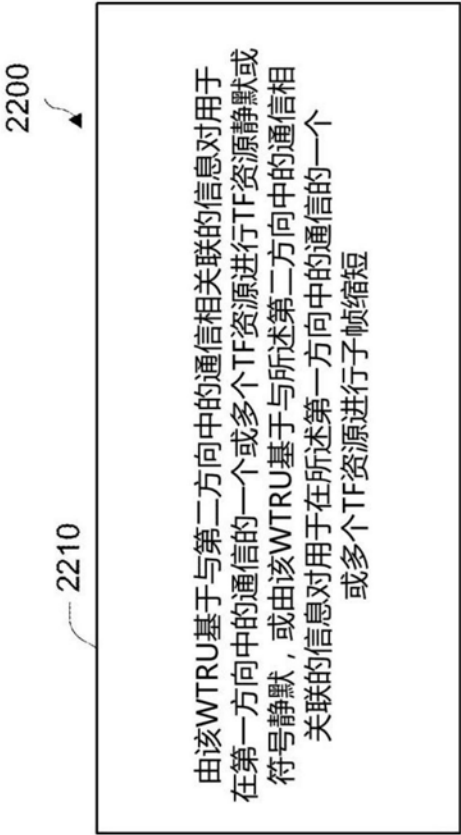 2200
2210
由该WTRU基于与第二方向中的通信相关联的信息对用于
在第一方向中的通信的一个或多个TF资源进行TF资源静默或
符号静默，或由该WTRU基于与所述第二方向中的通信相
关联的信息对用于在所述第一方向中的通信的一个
或多个TF资源进行子帧缩短